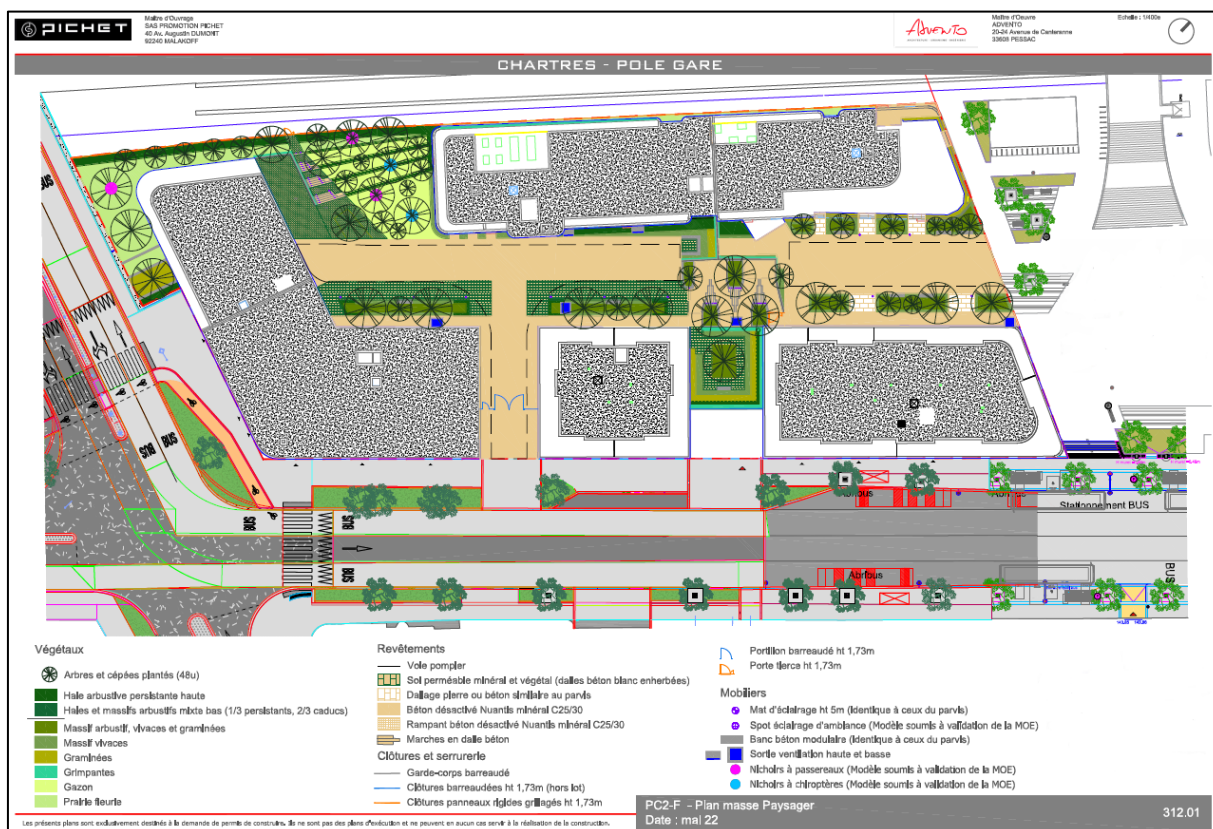 PICHET
Maître d'Ouvrage
SAS PROMOTION PICHET
40 Av. Augustin DUMONT
92240 MALAKOFF
ADVENTO
Maître d'Oeuvre
ADVENTO
20-24 Avenue de Canteranne
33608 PESSAC
Echelle : 1/400e
CHARTRES - POLE GARE
BUS
BUS
BUS
BUS
BUS
BUS
Abribus
Abribus
Stationnement BUS
Abribus
BUS
Végétaux
Arbres et cépées plantés (48u)
Haie arbustive persistante haute
Haies et massifs arbustifs mixte bas (1/3 persistants, 2/3 caducs)
Massif arbustif, vivaces et graminées
Massif vivaces
Graminées
Grimpantes
Gazon
Prairie fleurie
Revêtements
Voie pompier
Sol perméable minéral et végétal (dalles béton blanc enherbées)
Dallage pierre ou béton similaire au parvis
Béton désactivé Nuantis minéral C25/30
Rampant béton désactivé Nuantis minéral C25/30
Marches en dalle béton
Clôtures et serrurerie
Garde-corps barreaudé
Clôtures barreaudées ht 1,73m (hors lot)
Clôtures panneaux rigides grillagés ht 1,73m
Portillon barreaudé ht 1,73m
Porte tierce ht 1,73m
Mobiliers
Mat d'éclairage ht 5m (Identique à ceux du parvis)
Spot éclairage d'ambiance (Modèle soumis à validation de la MOE)
Banc béton modulaire (Identique à ceux du parvis)
Sortie ventilation haute et basse
Nichoirs à passereaux (Modèle soumis à validation de la MOE)
Nichoirs à chiroptères (Modèle soumis à validation de la MOE)
PC2-F - Plan masse Paysager
Date : mai 22
312.01
Les présents plans sont exclusivement destinés à la demande de permis de construire. Ils ne sont pas des plans d'exécution et ne peuvent en aucun cas servir à la réalisation de la construction.